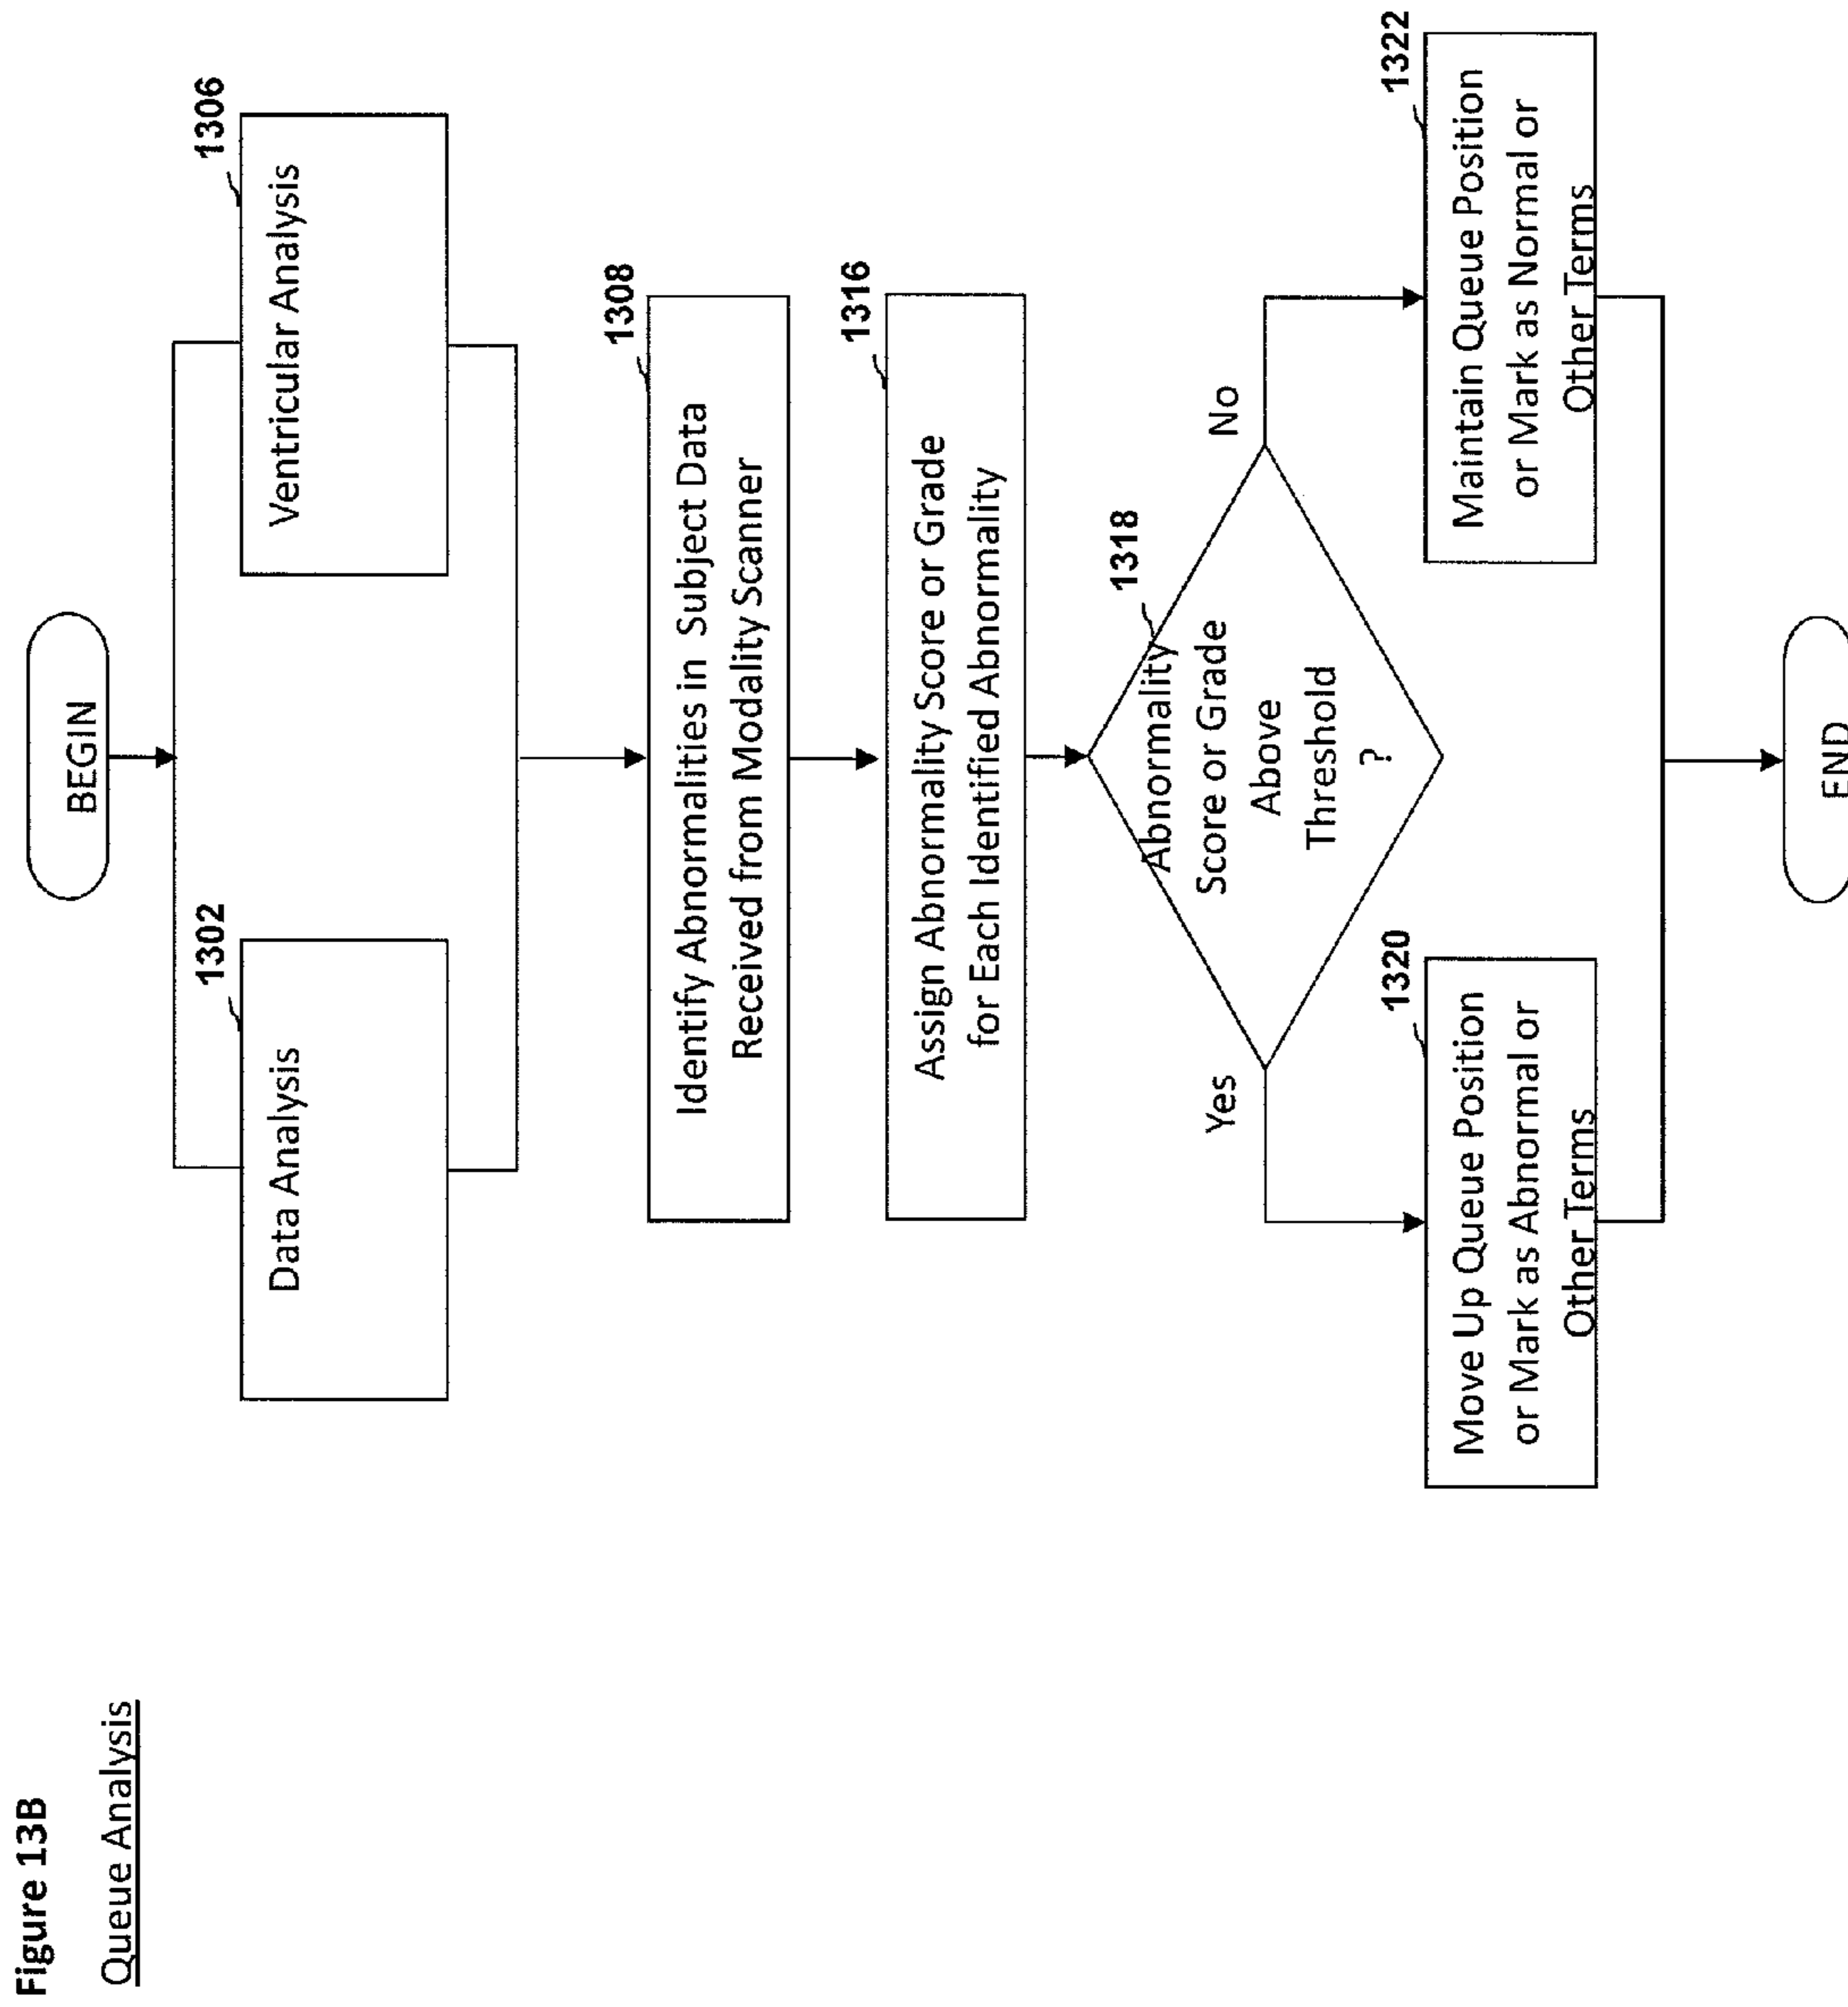 Figure 13B
Queue Analysis
BEGIN
1302
Data Analysis
1306
Ventricular Analysis
1308
Identify Abnormalities in Subject Data
Received from Modality Scanner
1316
Assign Abnormality Score or Grade
for Each Identified Abnormality
1318
Abnormality
Score or Grade
Above
Threshold
?
Yes
No
1320
Move Up Queue Position
or Mark as Abnormal or
Other Terms
1322
Maintain Queue Position
or Mark as Normal or
Other Terms
END